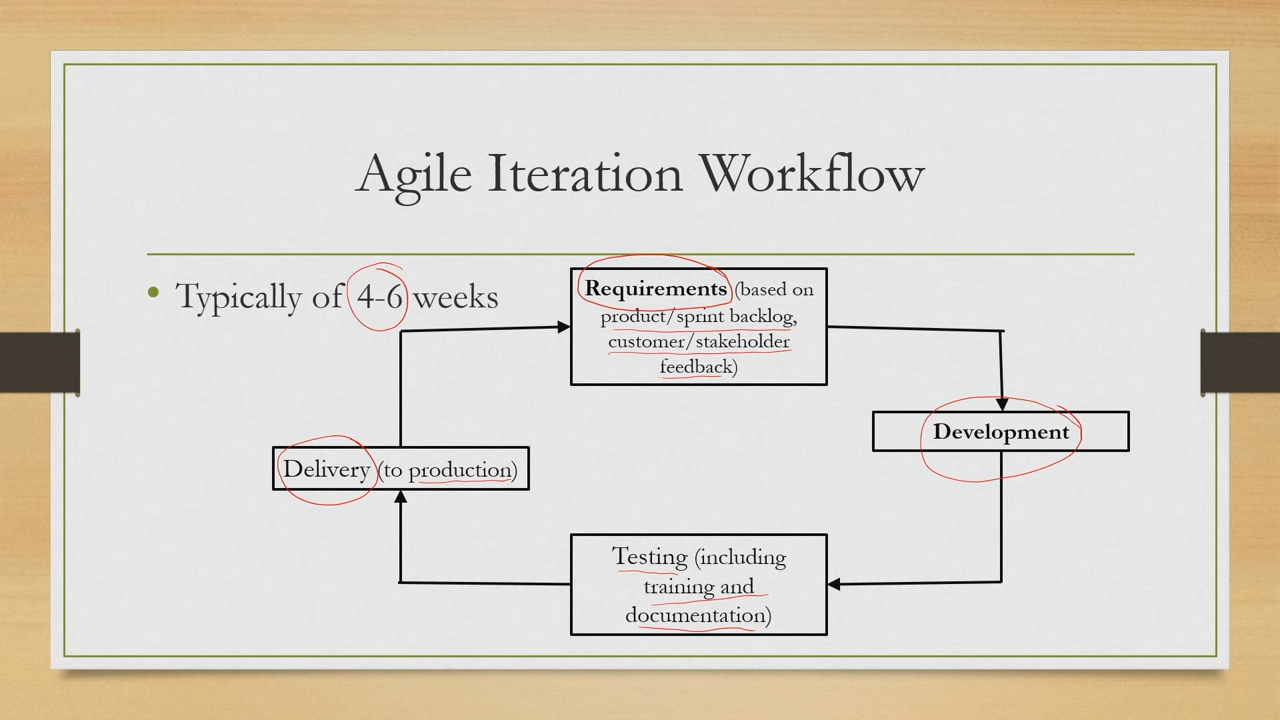 Agile Iteration Workflow
• Typically of 4-6 weeks
Requirements (based on
product/sprint backlog,
customer/stakeholder
feedback)
Development
Testing (including
training and
documentation)
Delivery (to production)